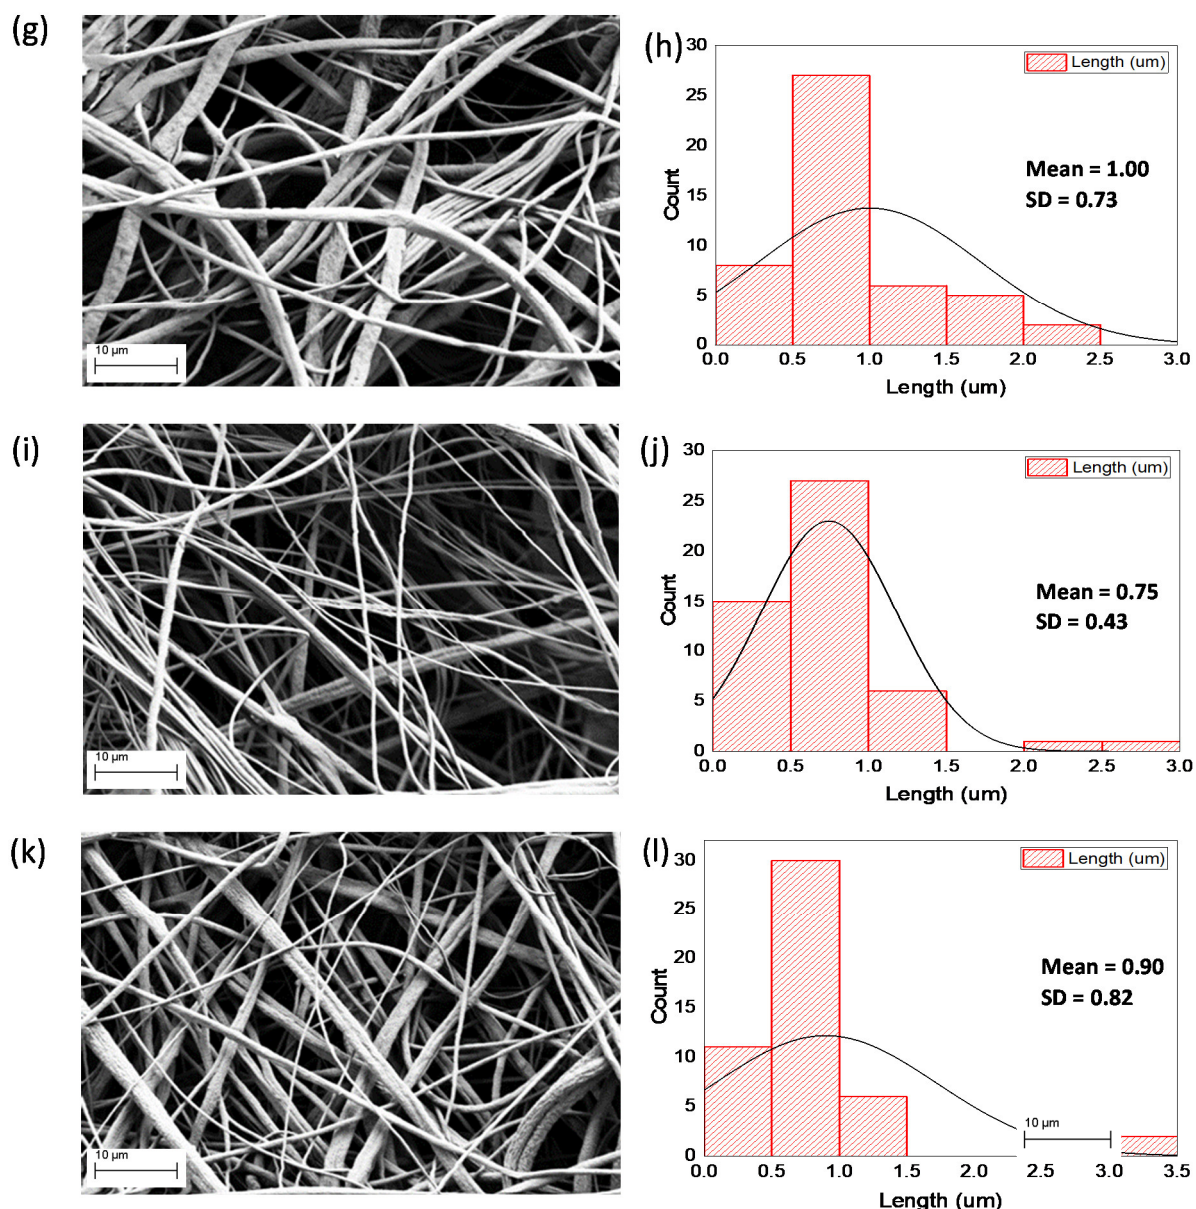 (g)
10 µm
(h)
30
25
20
15
10
5
0
Count
Length (um)
Mean = 1.00
SD = 0.73
0.0 0.5 1.0 1.5 2.0 2.5 3.0
Length (um)
(i)
10 µm
(j)
30
25
20
15
10
5
0
Count
Length (um)
Mean = 0.75
SD = 0.43
0.0 0.5 1.0 1.5 2.0 2.5 3.0
Length (um)
(k)
10 µm
(l)
30
25
20
15
10
5
0
Count
Length (um)
Mean = 0.90
SD = 0.82
10 µm
0.0 0.5 1.0 1.5 2.0 2.5 3.0 3.5
Length (um)